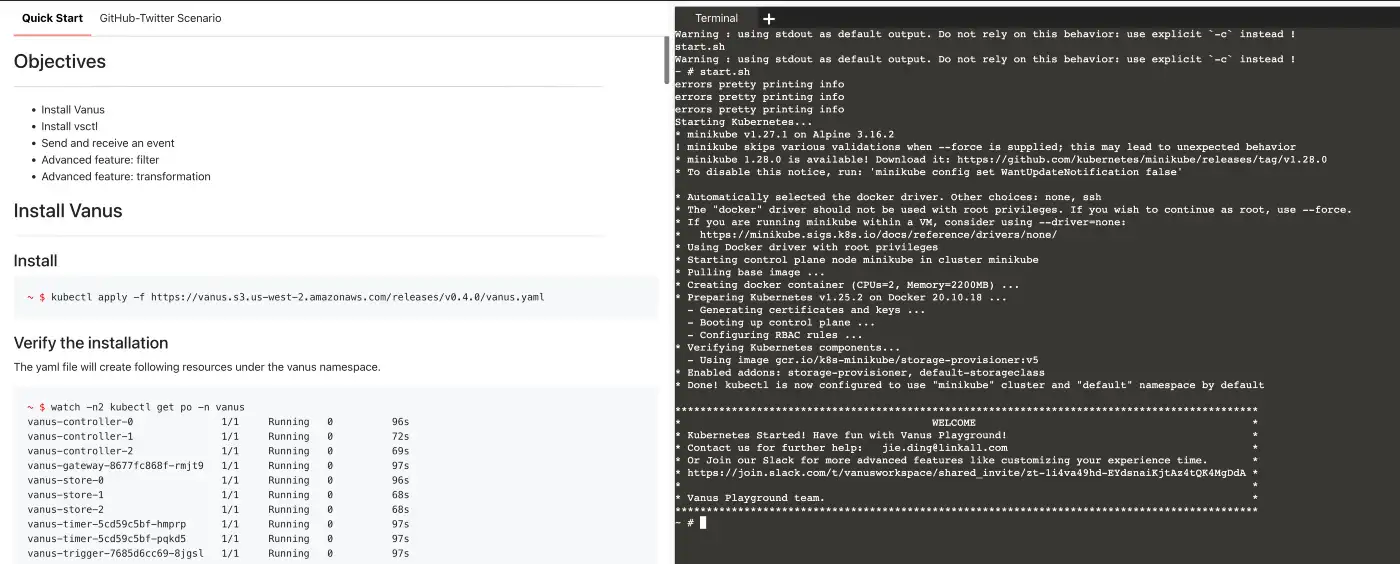 Quick Start GitHub-Twitter Scenario
Objectives
• Install Vanus
• Install vsctl
• Send and receive an event
• Advanced feature: filter
• Advanced feature: transformation
Install Vanus
Install
~ $ kubectl apply -f https://vanus.s3.us-west-2.amazonaws.com/releases/v0.4.0/vanus.yaml
Verify the installation
The yaml file will create following resources under the vanus namespace.
~ $ watch -n2 kubectl get po -n vanus
vanus-controller-0 1/1 Running 0 96s
vanus-controller-1 1/1 Running 0 72s
vanus-controller-2 1/1 Running 0 69s
vanus-gateway-8677fc868f-rmjt9 1/1 Running 0 97s
vanus-store-0 1/1 Running 0 96s
vanus-store-1 1/1 Running 0 68s
vanus-store-2 1/1 Running 0 68s
vanus-timer-5cd59c5bf-hmprp 1/1 Running 0 97s
vanus-timer-5cd59c5bf-pqkd5 1/1 Running 0 97s
vanus-trigger-7685d6cc69-8jgsl 1/1 Running 0 97s
Terminal +
Warning : using stdout as default output. Do not rely on this behavior: use explicit `-c` instead !
start.sh
Warning : using stdout as default output. Do not rely on this behavior: use explicit `-c` instead !
~ # start.sh
errors pretty printing info
errors pretty printing info
errors pretty printing info
Starting Kubernetes...
* minikube v1.27.1 on Alpine 3.16.2
! minikube skips various validations when --force is supplied; this may lead to unexpected behavior
* minikube 1.28.0 is available! Download it: https://github.com/kubernetes/minikube/releases/tag/v1.28.0
* To disable this notice, run: 'minikube config set WantUpdateNotification false'
* Automatically selected the docker driver. Other choices: none, ssh
* The "docker" driver should not be used with root privileges. If you wish to continue as root, use --force.
* If you are running minikube within a VM, consider using --driver=none:
* https://minikube.sigs.k8s.io/docs/reference/drivers/none/
* Using Docker driver with root privileges
* Starting control plane node minikube in cluster minikube
* Pulling base image ...
* Creating docker container (CPUs=2, Memory=2200MB) ...
* Preparing Kubernetes v1.25.2 on Docker 20.10.18 ...
- Generating certificates and keys ...
- Booting up control plane ...
- Configuring RBAC rules ...
* Verifying Kubernetes components...
- Using image gcr.io/k8s-minikube/storage-provisioner:v5
* Enabled addons: storage-provisioner, default-storageclass
* Done! kubectl is now configured to use "minikube" cluster and "default" namespace by default
*********************************************************************************************
* WELCOME *
* Kubernetes Started! Have fun with Vanus Playground! *
* Contact us for further help: jie.ding@linkall.com *
* Or Join our Slack for more advanced features like customizing your experience time. *
* https://join.slack.com/t/vanusworkspace/shared_invite/zt-1i4va49hd-EYdsnaiKjtAz4tQK4MgDdA *
* *
* Vanus Playground team. *
*********************************************************************************************
~ #